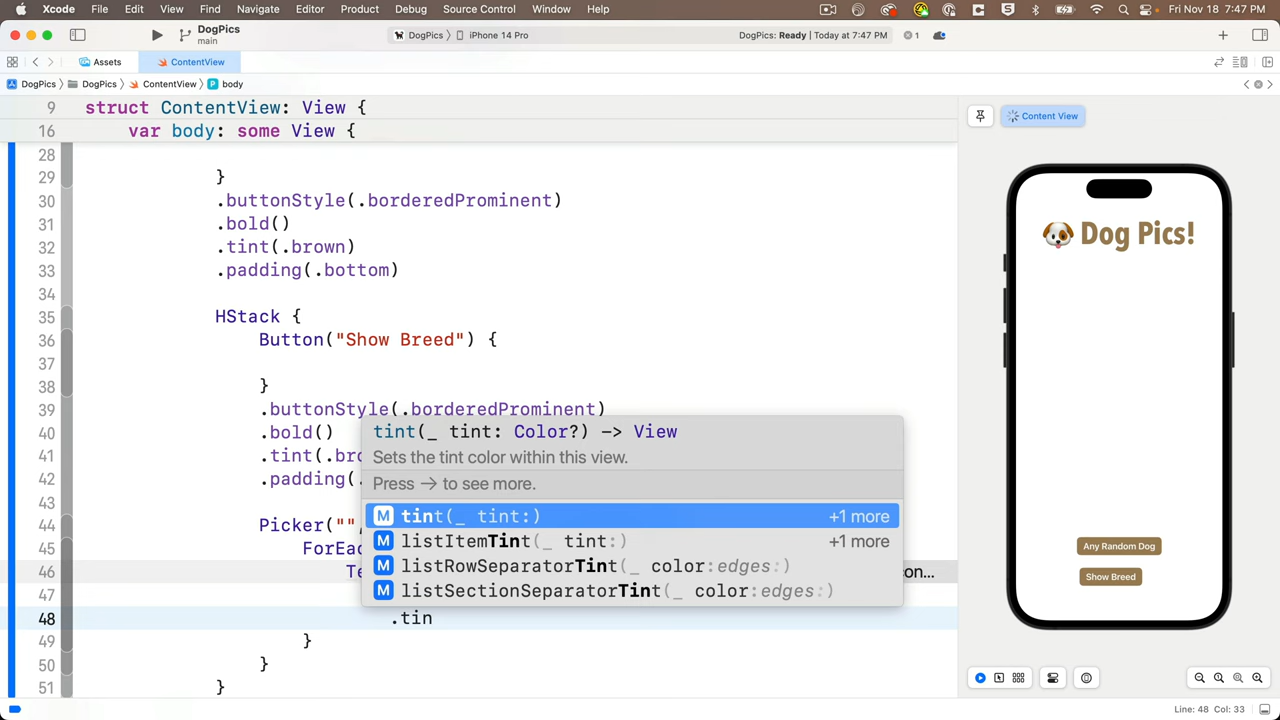 Xcode File Edit View Find Navigate Editor Product Debug Source Control Window Help Fri Nov 18 7:47 PM
DogPics
main
DogPics iPhone 14 Pro
DogPics: Ready | Today at 7:47 PM
1
Assets
ContentView
DogPics DogPics ContentView body
9 struct ContentView: View {
16 var body: some View {
28
29 }
30 .buttonStyle(.borderedProminent)
31 .bold()
32 .tint(.brown)
33 .padding(.bottom)
34
35 HStack {
36 Button("Show Breed") {
37
38 }
39 .buttonStyle(.borderedProminent)
40 .bold()
41 .tint(.bro
42 .padding(.
43
44 Picker("",
45 ForEac
46 Te on...
47
48 .tin
49 }
50 }
51 }
tint(_ tint: Color?) -> View
Sets the tint color within this view.
Press → to see more.
M tint(_ tint:) +1 more
M listItemTint(_ tint:) +1 more
M listRowSeparatorTint(_ color:edges:)
M listSectionSeparatorTint(_ color:edges:)
Content View
Dog Pics!
Any Random Dog
Show Breed
Line: 48 Col: 33